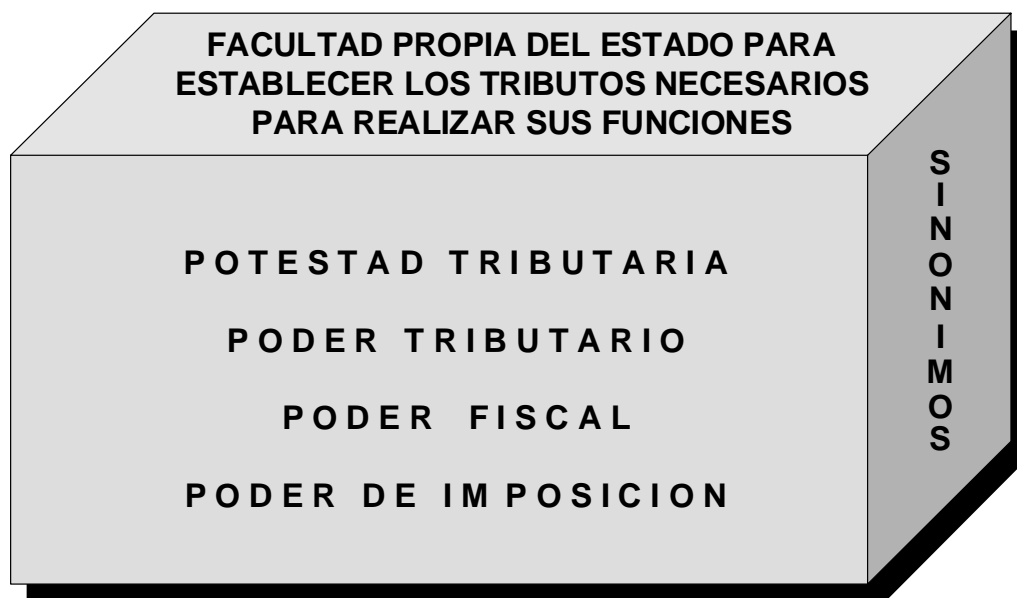 FACULTAD PROPIA DEL ESTADO PARA
ESTABLECER LOS TRIBUTOS NECESARIOS
PARA REALIZAR SUS FUNCIONES
POTESTAD TRIBUTARIA
PODER TRIBUTARIO
PODER FISCAL
PODER DE IMPOSICION
SINONIMOS